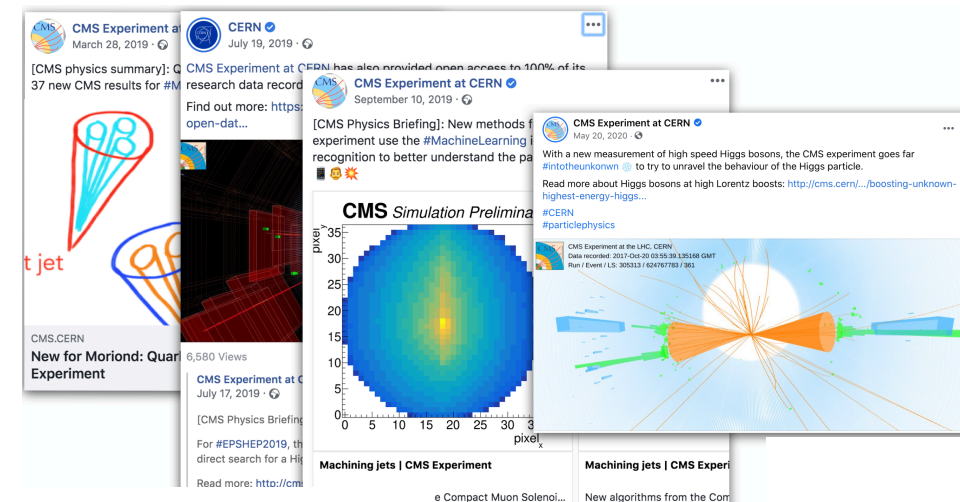 CMS Experiment at
March 28, 2019
[CMS physics summary]: Q
37 new CMS results for #M
t jet
CMS.CERN
New for Moriond: Quar
Experiment
CERN
July 19, 2019
CMS Experiment at CERN has also provided open access to 100% of its
research data record
Find out more: https:
open-dat...
6,580 Views
CMS Experiment at C
July 17, 2019
[CMS Physics Briefing
For #EPSHEP2019, th
direct search for a Hig
Read more: http://cms
CMS
CMS Experiment at CERN
September 10, 2019
[CMS Physics Briefing]: New methods f
experiment use the #MachineLearning i
recognition to better understand the pa
CMS Simulation Prelimina
pixel y
35
30
25
20
15
10
5
0
0 5 10 15 20 25 30 3
pixel x
Machining jets | CMS Experiment
e Compact Muon Solenoi...
Machining jets | CMS Experi
New algorithms from the Com
CMS Experiment at CERN
May 20, 2020
With a new measurement of high speed Higgs bosons, the CMS experiment goes far
#intotheunkonwn to try to unravel the behaviour of the Higgs particle.
Read more about Higgs bosons at high Lorentz boosts: http://cms.cern/.../boosting-unknown-
highest-energy-higgs...
#CERN
#particlephysics
CMS Experiment at the LHC, CERN
Data recorded: 2017-Oct-20 03:55:39.135168 GMT
Run / Event / LS: 305313 / 624767783 / 361